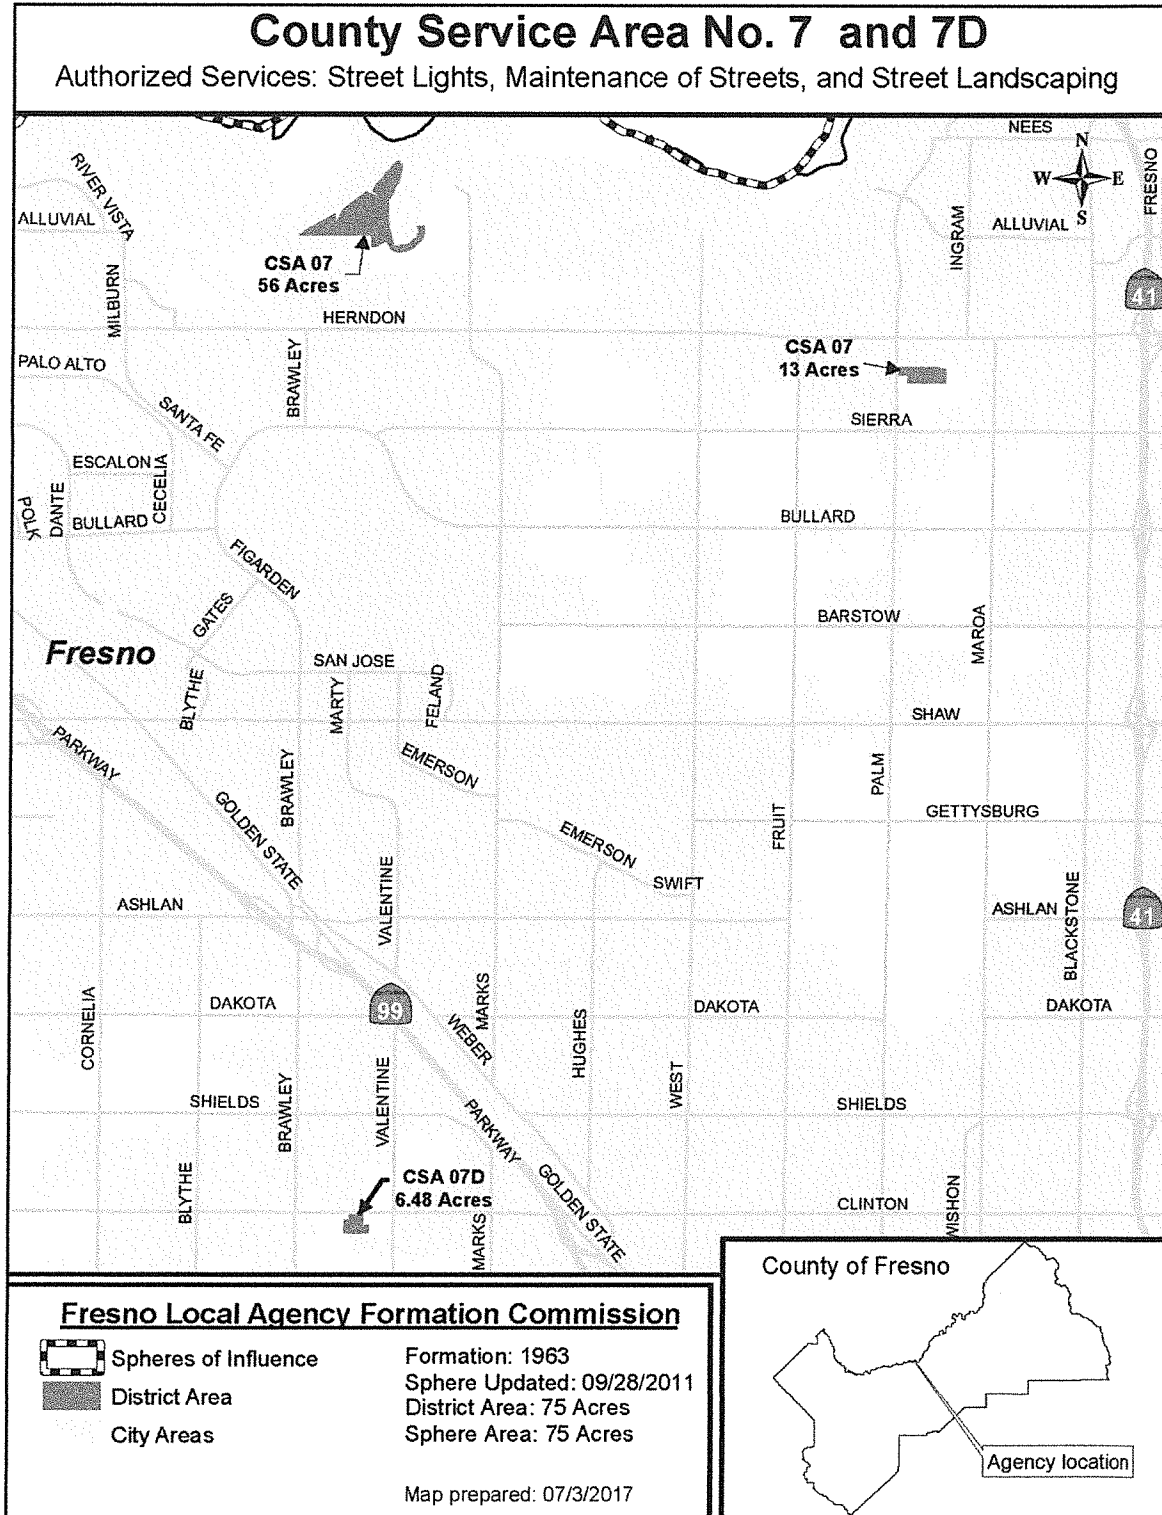 County Service Area No. 7 and 7D
Authorized Services: Street Lights, Maintenance of Streets, and Street Landscaping
NEES
N
W
E
S
FRESNO
RIVER VISTA
ALLUVIAL
INGRAM
ALLUVIAL
CSA 07
56 Acres
MILBURN
41
HERNDON
PALO ALTO
BRAWLEY
CSA 07
13 Acres
SANTA FE
SIERRA
ESCALON
CECELIA
POLK
DANTE
BULLARD
BULLARD
FIGARDEN
GATES
BARSTOW
MAROA
Fresno
SAN JOSE
BLYTHE
MARTY
FELAND
SHAW
PARKWAY
EMERSON
BRAWLEY
PALM
GOLDEN STATE
GETTYSBURG
FRUIT
EMERSON
SWIFT
ASHLAN
VALENTINE
ASHLAN
BLACKSTONE
41
CORNELIA
DAKOTA
99
MARKS
WEBER
HUGHES
DAKOTA
DAKOTA
SHIELDS
BRAWLEY
VALENTINE
WEST
SHIELDS
PARKWAY
BLYTHE
CSA 07D
6.48 Acres
GOLDEN STATE
MARKS
CLINTON
WISHON
County of Fresno
Agency location
Fresno Local Agency Formation Commission
Spheres of Influence
District Area
City Areas
Formation: 1963
Sphere Updated: 09/28/2011
District Area: 75 Acres
Sphere Area: 75 Acres
Map prepared: 07/3/2017